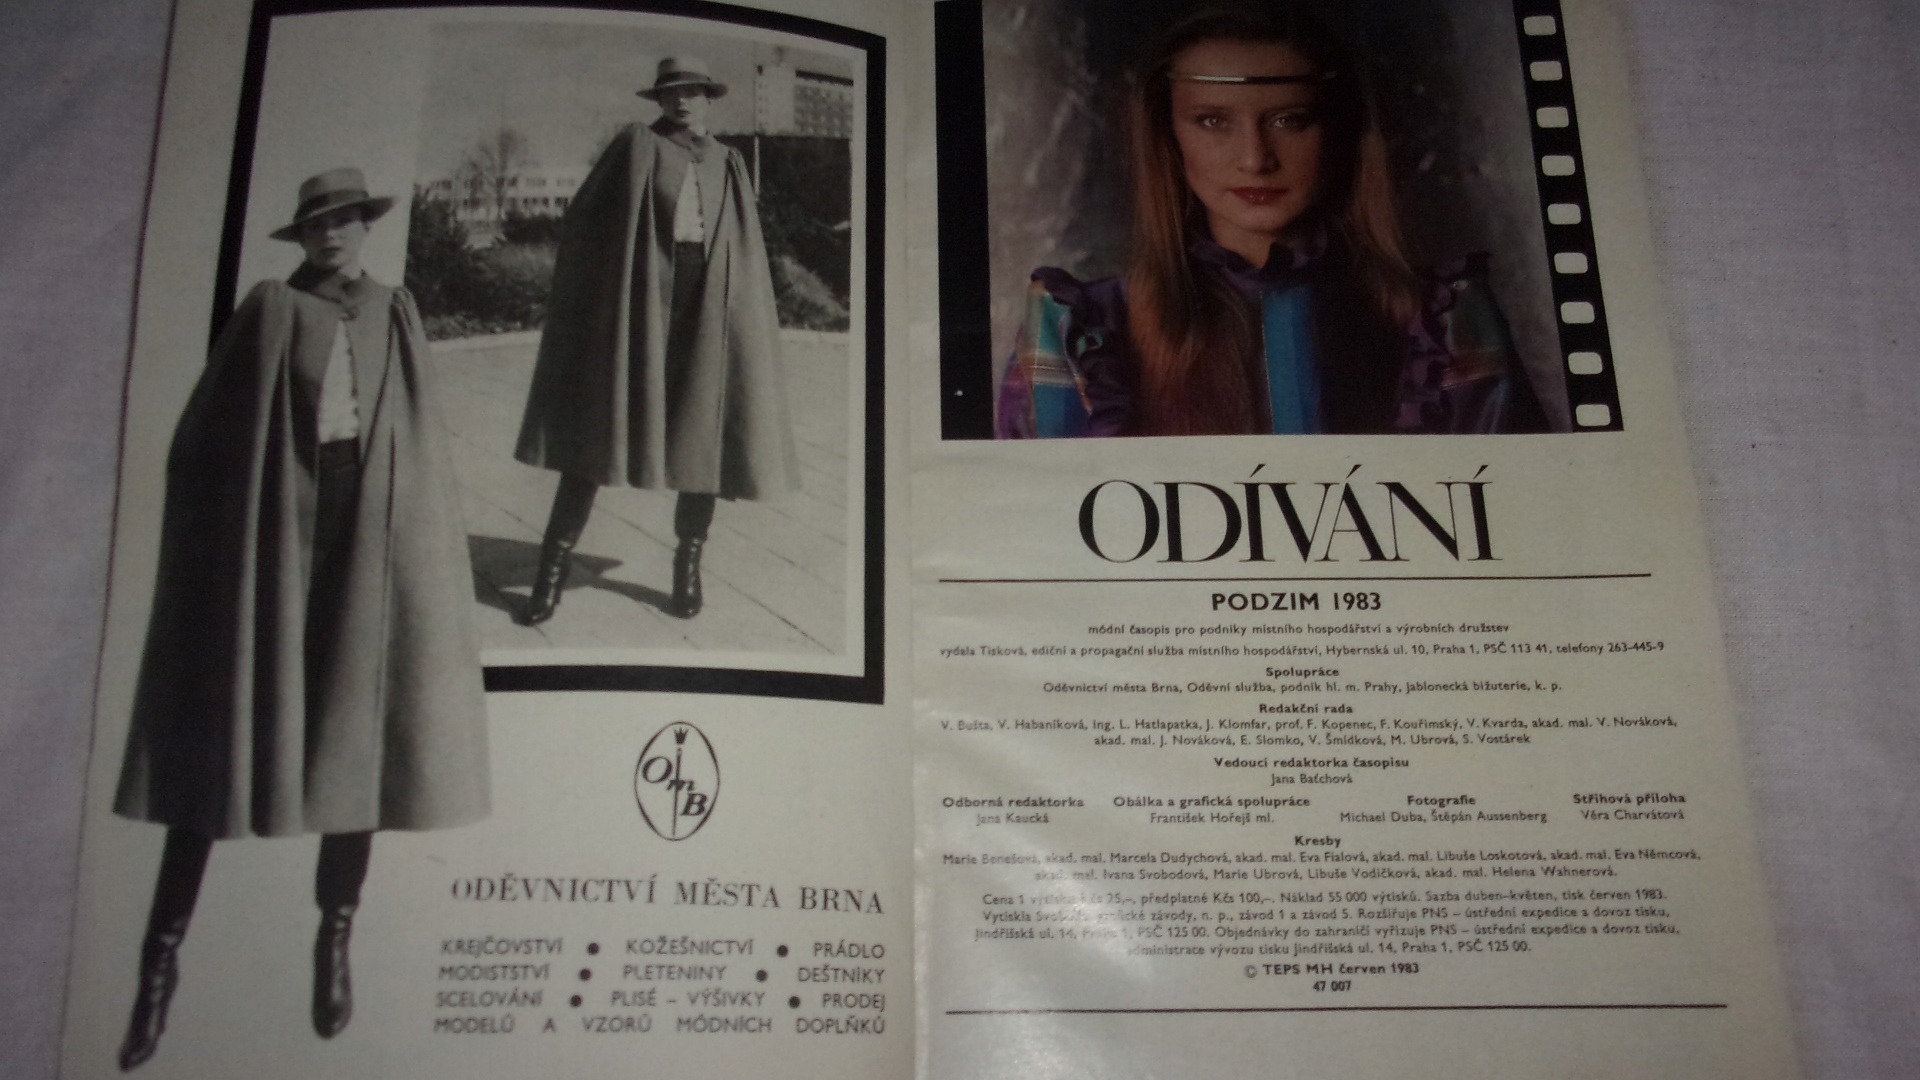 OmB
ODĚVNICTVÍ MĚSTA BRNA
KREJČOVSTVÍ ● KOŽEŠNICTVÍ ● PRÁDLO
MODISTSTVÍ ● PLETENINY ● DEŠTNÍKY
SCELOVÁNÍ ● PLISÉ – VÝŠIVKY ● PRODEJ
MODELŮ A VZORŮ MÓDNÍCH DOPLŇKŮ
ODÍVÁNÍ
PODZIM 1983
módní časopis pro podniky místního hospodářství a výrobních družstev
vydala Tisková, ediční a propagační služba místního hospodářství, Hybernská ul. 10, Praha 1, PSČ 113 41, telefony 263-445-9
Spolupráce
Oděvnictví města Brna, Oděvní služba, podnik hl. m. Prahy, Jablonecká bižuterie, k. p.
Redakční rada
V. Bušta, V. Habaníková, ing. L. Hatlapatka, J. Klomfar, prof. F. Kopenec, F. Kouřimský, V. Kvarda, akad. mal. V. Nováková,
akad. mal. J. Nováková, E. Slomko, V. Šmídková, M. Ubrová, S. Vostárek
Vedoucí redaktorka časopisu
Jana Baťchová
Odborná redaktorka Obálka a grafická spolupráce Fotografie Střihová příloha
Jana Kaucká František Hořejš ml. Michael Duba, Štěpán Aussenberg Věra Charvátová
Kresby
Marie Benešová, akad. mal. Marcela Dudychová, akad. mal. Eva Fialová, akad. mal. Libuše Loskotová, akad. mal. Eva Němcová,
akad. mal. Ivana Svobodová, Marie Ubrová, Libuše Vodičková, akad. mal. Helena Wahnerová.
Cena 1 výtisku Kčs 25,–, předplatné Kčs 100,–. Náklad 55 000 výtisků. Sazba duben–květen, tisk červen 1983.
Vytiskla Svoboda, grafické závody, n. p., závod 1 a závod 5. Rozšiřuje PNS – ústřední expedice a dovoz tisku,
Jindřišská ul. 14, Praha 1, PSČ 125 00. Objednávky do zahraničí vyřizuje PNS – ústřední expedice a dovoz tisku,
administrace vývozu tisku Jindřišská ul. 14, Praha 1, PSČ 125 00.
© TEPS MH červen 1983
47 007